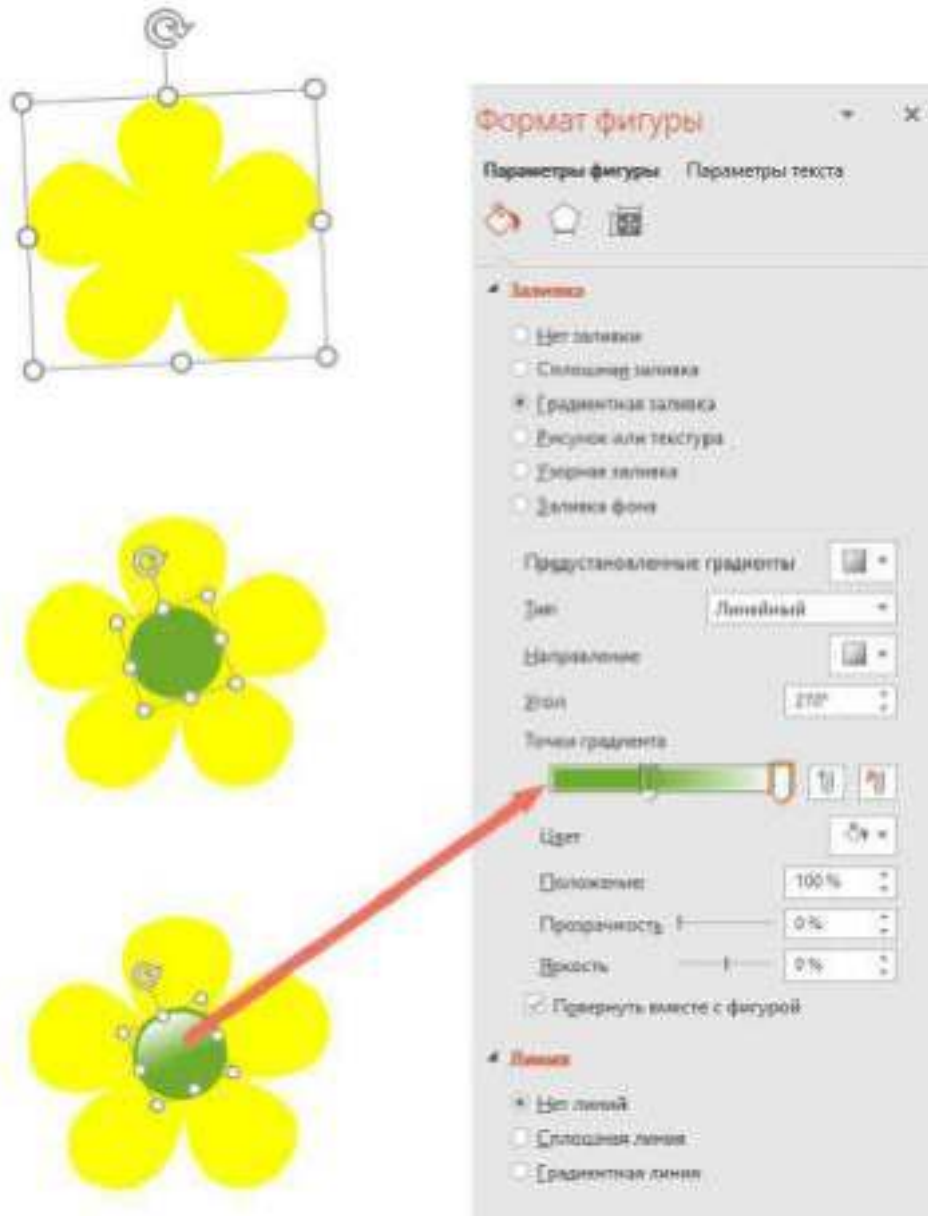 Формат фигуры
Параметры фигуры Параметры текста
Заливка
Нет заливки
Сплошная заливка
Градиентная заливка
Рисунок или текстура
Узорная заливка
Заливка фона
Предустановленные градиенты
Тип Линейный
Направление
Угол 270°
Точки градиента
Цвет
Положение 100 %
Прозрачность 0 %
Яркость 0 %
Повернуть вместе с фигурой
Линия
Нет линий
Сплошная линия
Градиентная линия